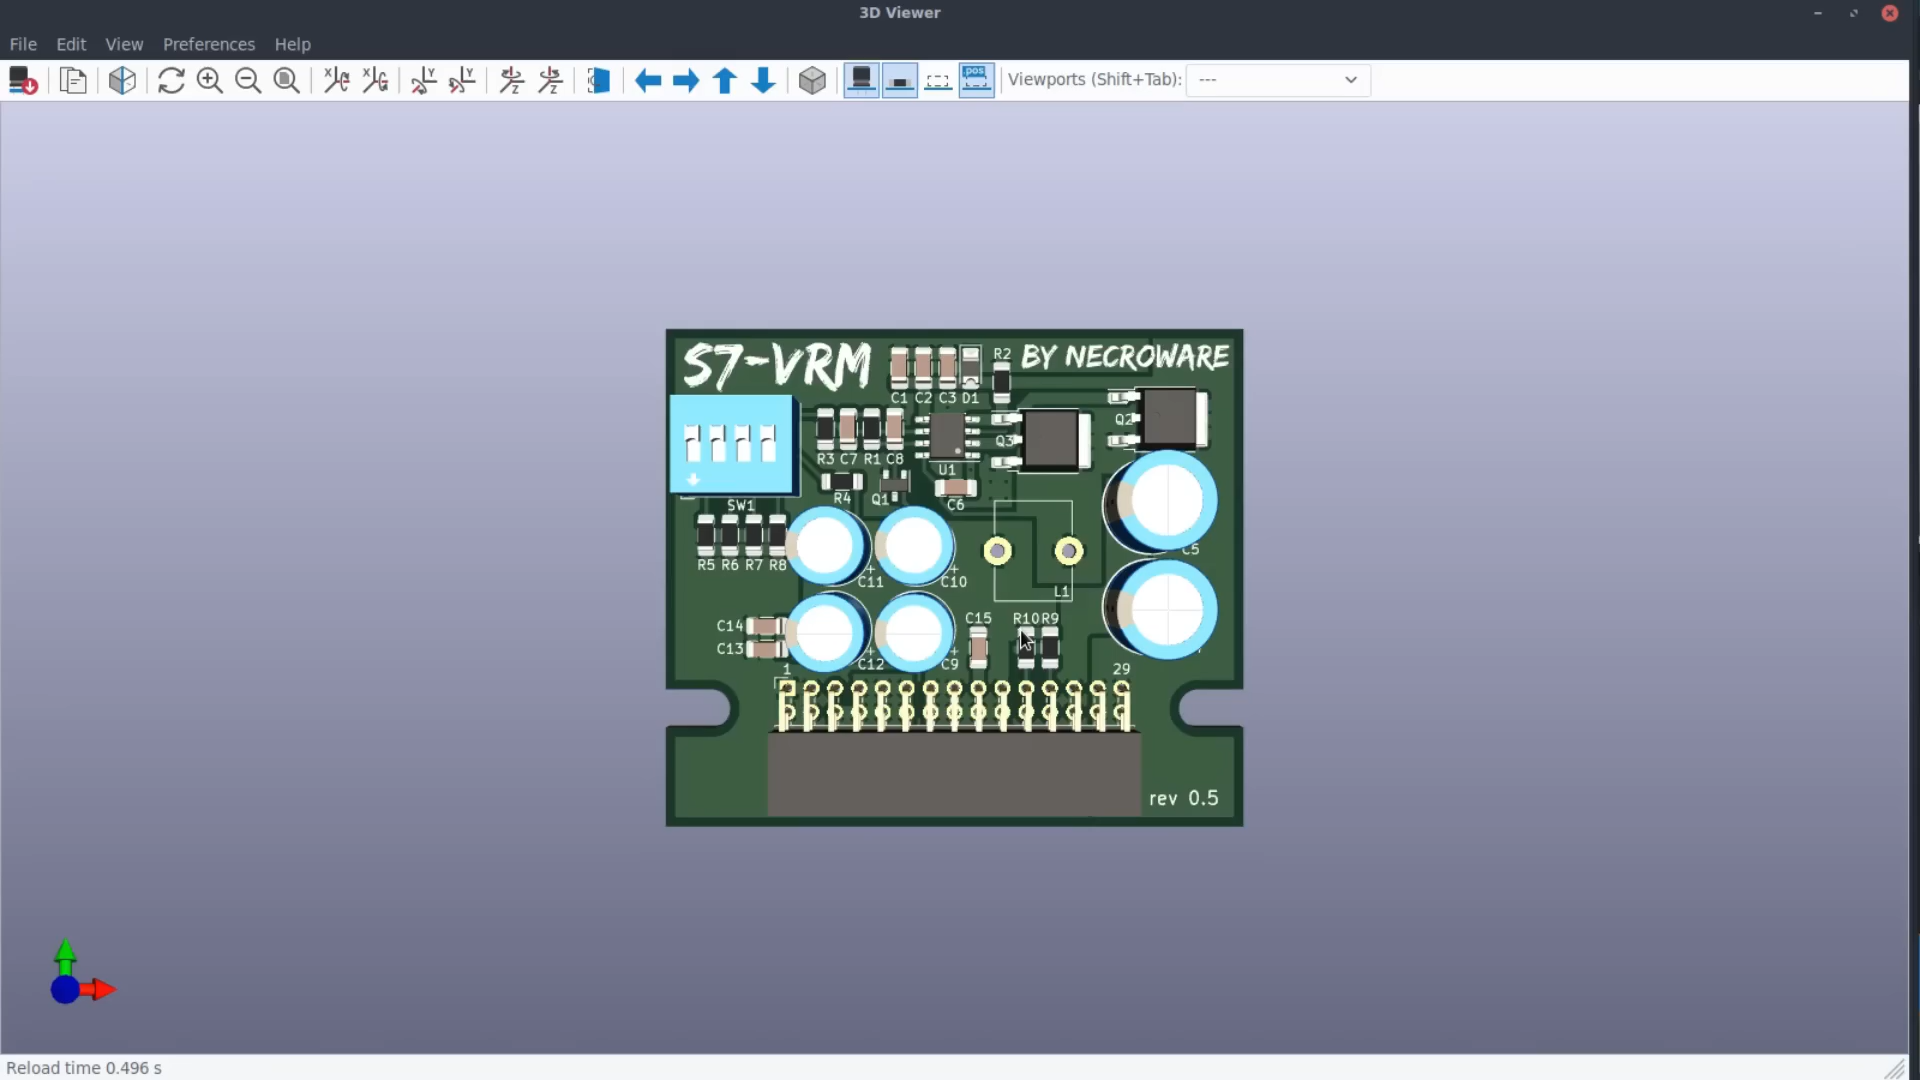 3D Viewer
File Edit View Preferences Help
Viewports (Shift+Tab): ---
S7-VRM
BY NECROWARE
R2
C1 C2 C3 D1
Q2
Q3
R3 C7 R1 C8
U1
R4 Q1 C6
SW1
C5
R5 R6 R7 R8
C11 C10
L1
C15 R10 R9
C14
C13
C12 C9
1 29
rev 0.5
Reload time 0.496 s